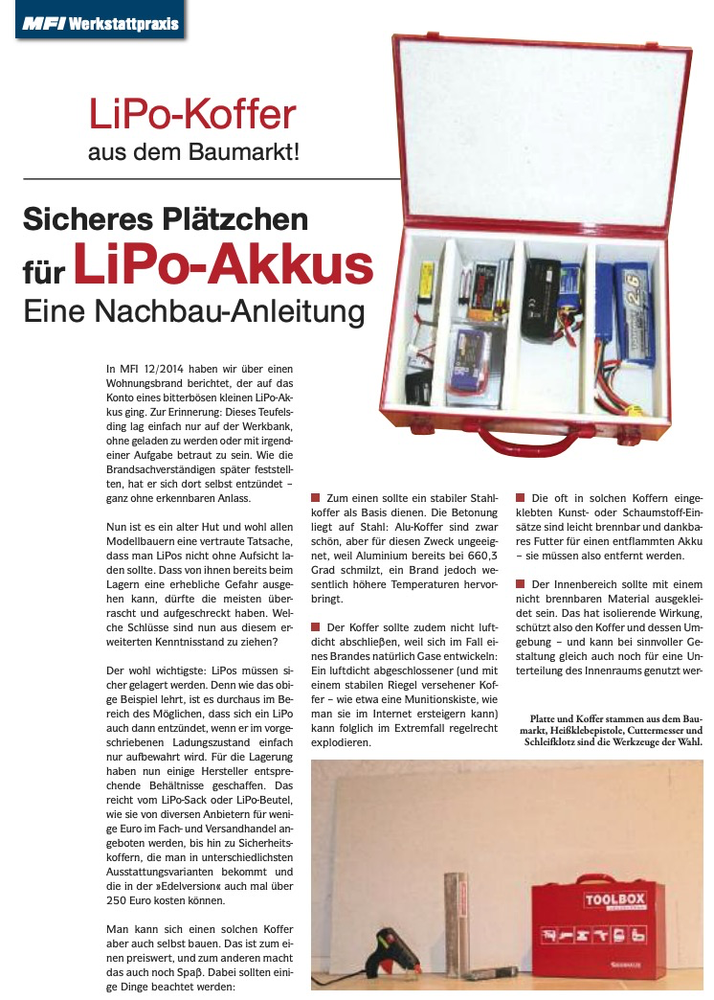 MFI Werkstattpraxis
LiPo-Koffer
aus dem Baumarkt!
Sicheres Plätzchen
für LiPo-Akkus
Eine Nachbau-Anleitung
In MFI 12/2014 haben wir über einen
Wohnungsbrand berichtet, der auf das
Konto eines bitterbösen kleinen LiPo-Ak-
kus ging. Zur Erinnerung: Dieses Teufels-
ding lag einfach nur auf der Werkbank,
ohne geladen zu werden oder mit irgend-
einer Aufgabe betraut zu sein. Wie die
Brandsachverständigen später feststell-
ten, hat er sich dort selbst entzündet –
ganz ohne erkennbaren Anlass.
Nun ist es ein alter Hut und wohl allen
Modellbauern eine vertraute Tatsache,
dass man LiPos nicht ohne Aufsicht la-
den sollte. Dass von ihnen bereits beim
Lagern eine erhebliche Gefahr ausge-
hen kann, dürfte die meisten über-
rascht und aufgeschreckt haben. Wel-
che Schlüsse sind nun aus diesem er-
weiterten Kenntnisstand zu ziehen?
Der wohl wichtigste: LiPos müssen si-
cher gelagert werden. Denn wie das obi-
ge Beispiel lehrt, ist es durchaus im Be-
reich des Möglichen, dass sich ein LiPo
auch dann entzündet, wenn er im vorge-
schriebenen Ladungszustand einfach
nur aufbewahrt wird. Für die Lagerung
haben nun einige Hersteller entspre-
chende Behältnisse geschaffen. Das
reicht vom LiPo-Sack oder LiPo-Beutel,
wie sie von diversen Anbietern für weni-
ge Euro im Fach- und Versandhandel an-
geboten werden, bis hin zu Sicherheits-
koffern, die man in unterschiedlichsten
Ausstattungsvarianten bekommt und
die in der »Edelversion« auch mal über
250 Euro kosten können.
Man kann sich einen solchen Koffer
aber auch selbst bauen. Das ist zum ei-
nen preiswert, und zum anderen macht
das auch noch Spaß. Dabei sollten eini-
ge Dinge beachtet werden:
■ Zum einen sollte ein stabiler Stahl-
koffer als Basis dienen. Die Betonung
liegt auf Stahl: Alu-Koffer sind zwar
schön, aber für diesen Zweck ungeeig-
net, weil Aluminium bereits bei 660,3
Grad schmilzt, ein Brand jedoch we-
sentlich höhere Temperaturen hervor-
bringt.
■ Der Koffer sollte zudem nicht luft-
dicht abschließen, weil sich im Fall ei-
nes Brandes natürlich Gase entwickeln:
Ein luftdicht abgeschlossener (und mit
einem stabilen Riegel versehener Kof-
fer – wie etwa eine Munitionskiste, wie
man sie im Internet ersteigern kann)
kann folglich im Extremfall regelrecht
explodieren.
■ Die oft in solchen Koffern einge-
klebten Kunst- oder Schaumstoff-Ein-
sätze sind leicht brennbar und dankba-
res Futter für einen entflammten Akku
– sie müssen also entfernt werden.
■ Der Innenbereich sollte mit einem
nicht brennbaren Material ausgeklei-
det sein. Das hat isolierende Wirkung,
schützt also den Koffer und dessen Um-
gebung – und kann bei sinnvoller Ge-
staltung gleich auch noch für eine Un-
terteilung des Innenraums genutzt wer-
Platte und Koffer stammen aus dem Bau-
markt, Heißklebepistole, Cuttermesser und
Schleifklotz sind die Werkzeuge der Wahl.
TOOLBOX
2.6